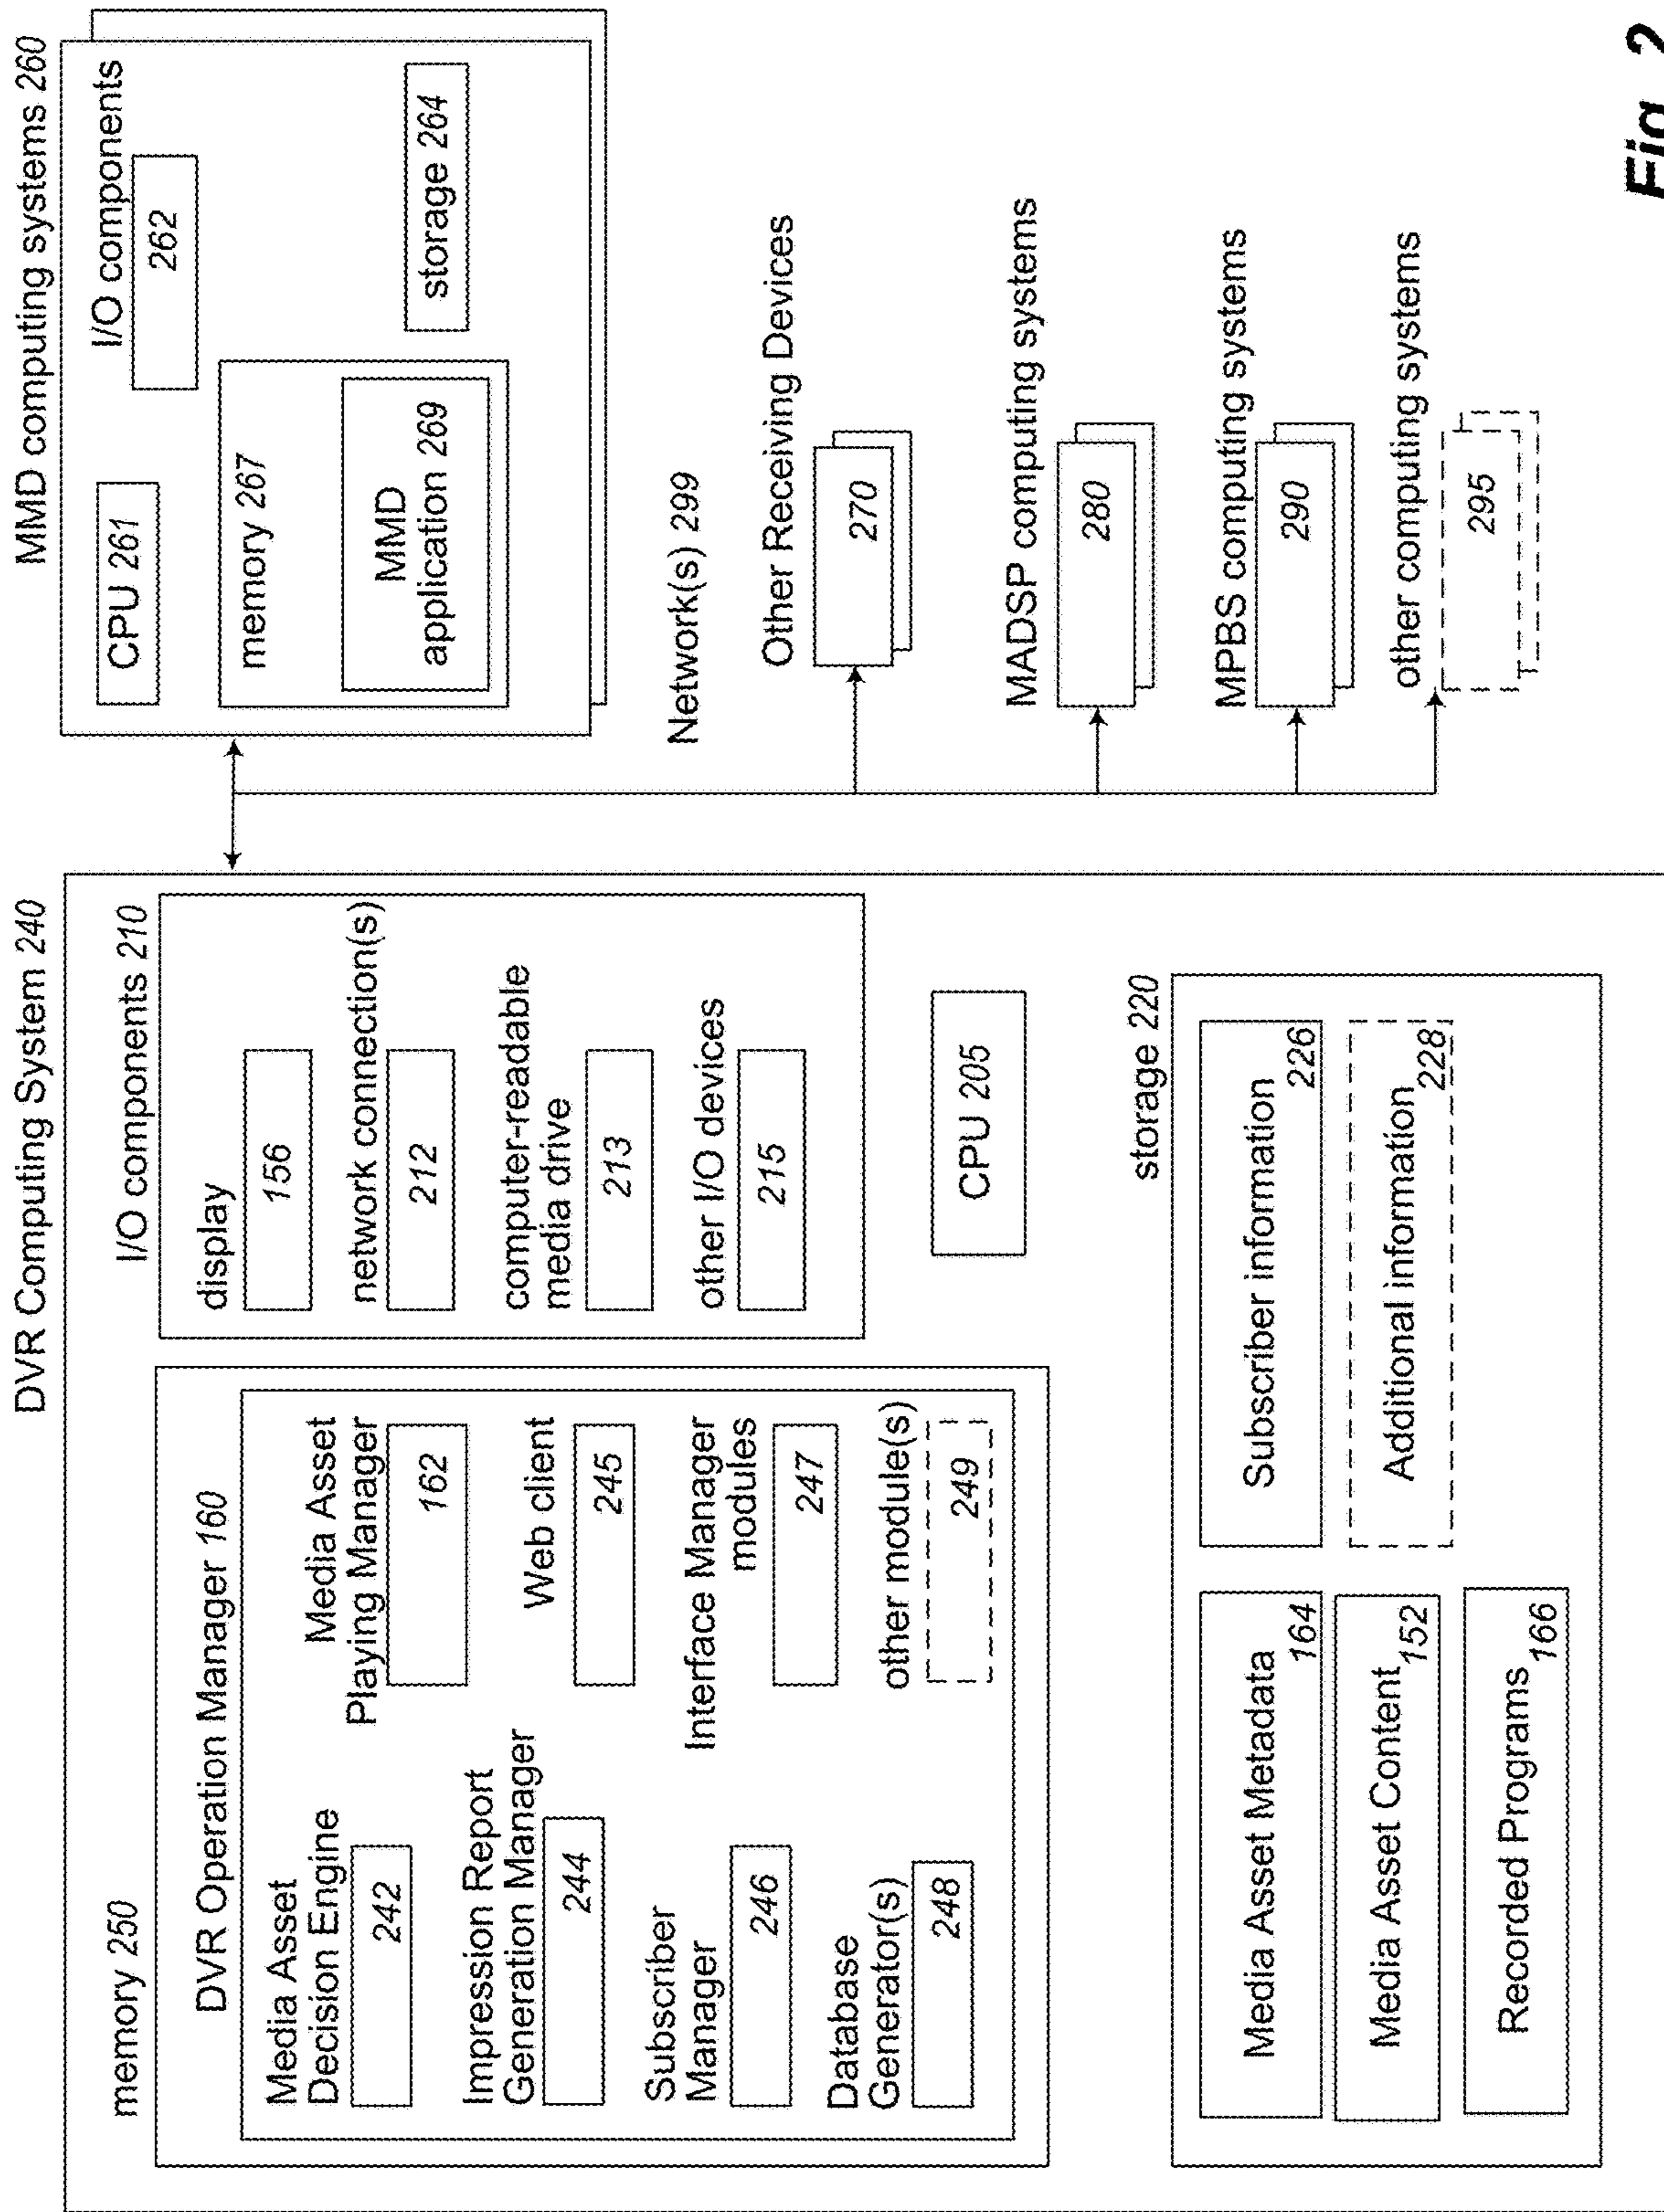 DVR Computing System 240
memory 250
DVR Operation Manager 160
Media Asset
Decision Engine
242
Media Asset
Playing Manager
162
Impression Report
Generation Manager
244
Web client
245
Subscriber
Manager
246
Interface Manager
modules
247
Database
Generator(s)
248
other module(s)
249
I/O components 210
display
156
network connection(s)
212
computer-readable
media drive
213
other I/O devices
215
CPU 205
storage 220
Media Asset Metadata
164
Subscriber information
226
Media Asset Content
152
Additional information
228
Recorded Programs
166
MMD computing systems 260
CPU 261
I/O components
262
memory 267
MMD
application 269
storage 264
Network(s) 299
Other Receiving Devices
270
MADSP computing systems
280
MPBS computing systems
290
other computing systems
295
Fig. 2